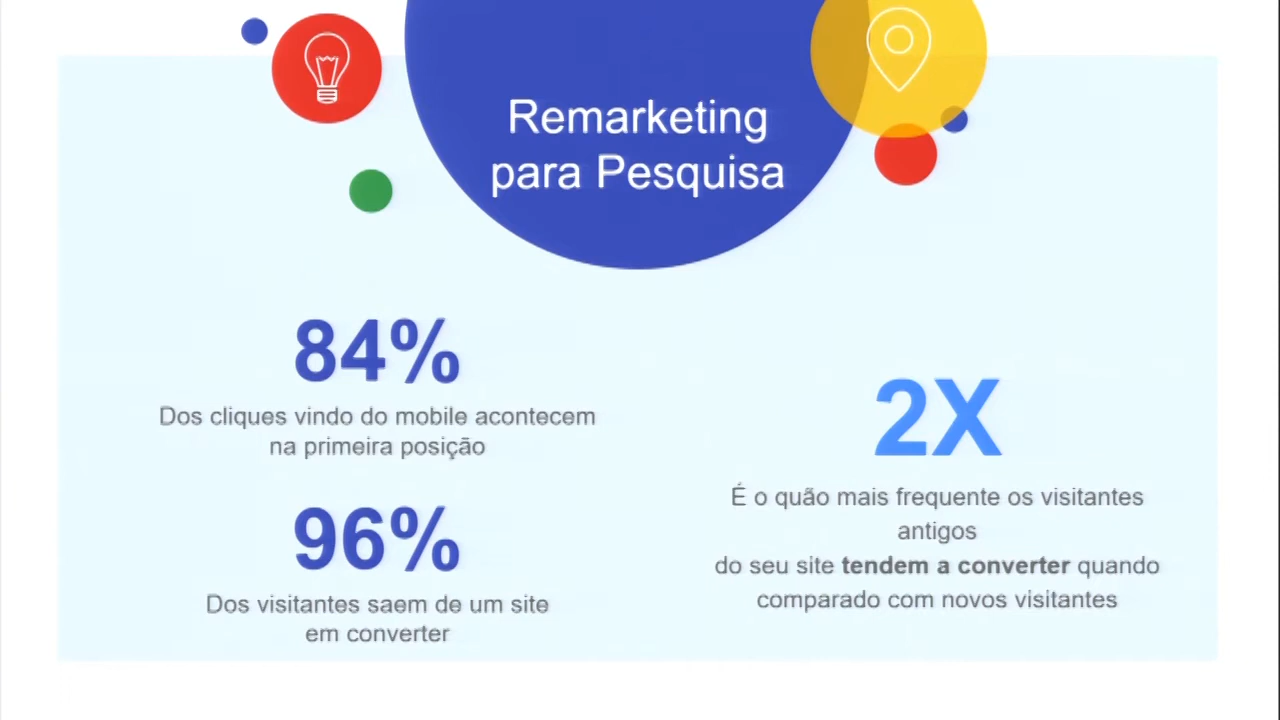 Remarketing
para Pesquisa
84%
Dos cliques vindo do mobile acontecem
na primeira posição
96%
Dos visitantes saem de um site
em converter
2X
É o quão mais frequente os visitantes
antigos
do seu site tendem a converter quando
comparado com novos visitantes